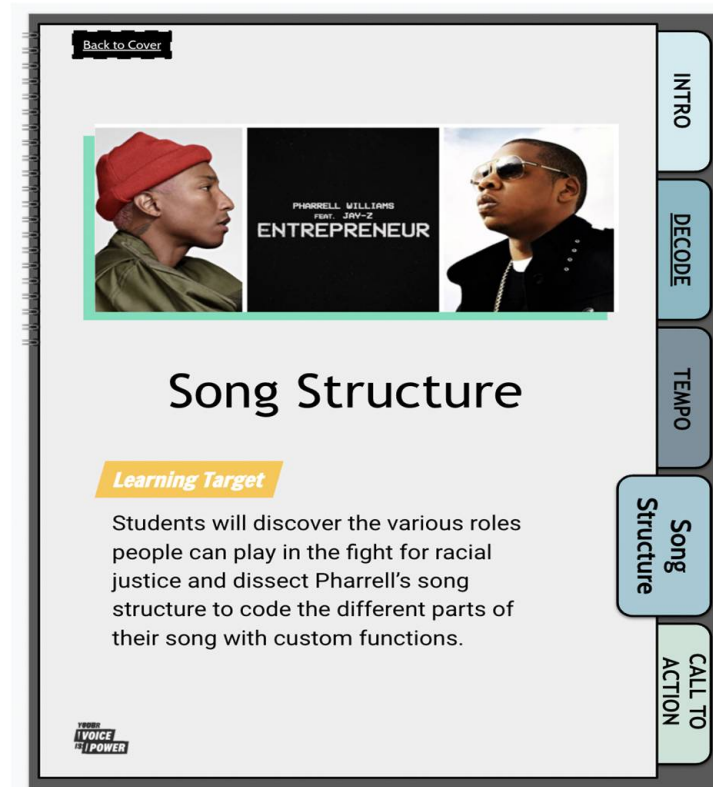 Back to Cover
PHARRELL WILLIAMS
FEAT. JAY-Z
ENTREPRENEUR
Song Structure
Learning Target
Students will discover the various roles
people can play in the fight for racial
justice and dissect Pharrell's song
structure to code the different parts of
their song with custom functions.
YOUR
VOICE
IS POWER
INTRO
DECODE
TEMPO
Song
Structure
CALL TO
ACTION